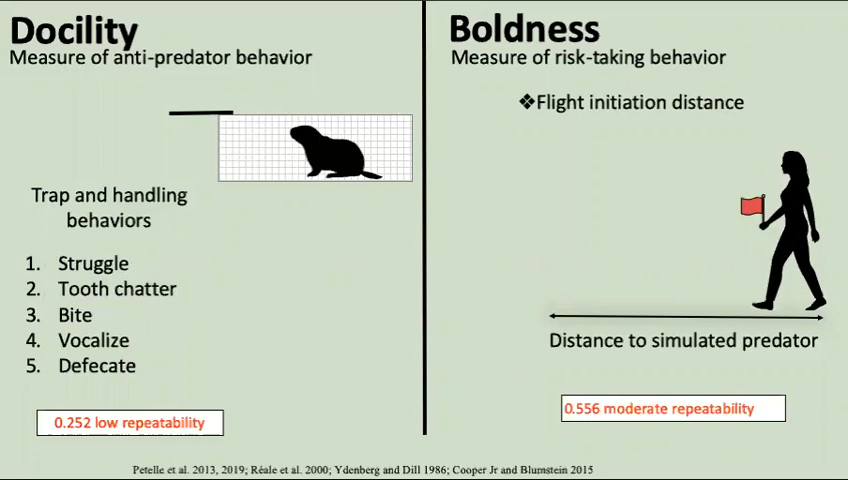 Docility
Measure of anti-predator behavior
Trap and handling
behaviors
1. Struggle
2. Tooth chatter
3. Bite
4. Vocalize
5. Defecate
0.252 low repeatability
Boldness
Measure of risk-taking behavior
❖Flight initiation distance
Distance to simulated predator
0.556 moderate repeatability
Petelle et al. 2013, 2019; Réale et al. 2000; Ydenberg and Dill 1986; Cooper Jr and Blumstein 2015